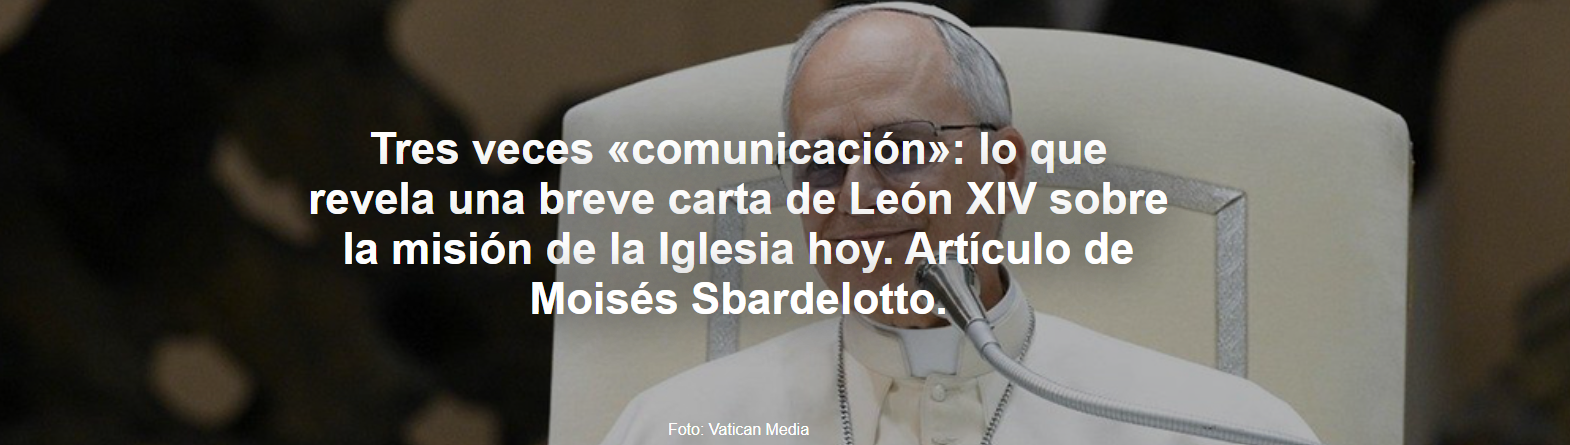 Tres veces «comunicación»: lo que
revela una breve carta de León XIV sobre
la misión de la Iglesia hoy. Artículo de
Moisés Sbardelotto.
Foto: Vatican Media